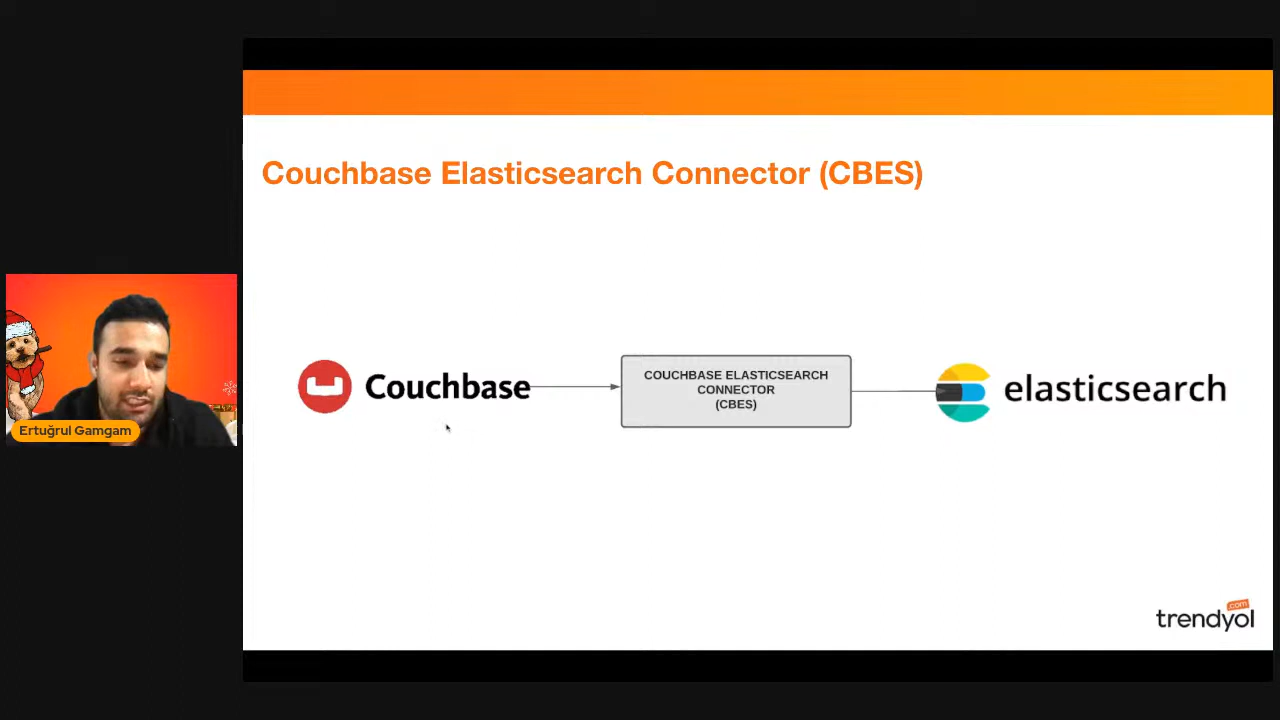 Couchbase Elasticsearch Connector (CBES)
Couchbase
COUCHBASE ELASTICSEARCH
CONNECTOR
(CBES)
elasticsearch
Ertuğrul Gamgam
.com
trendyol